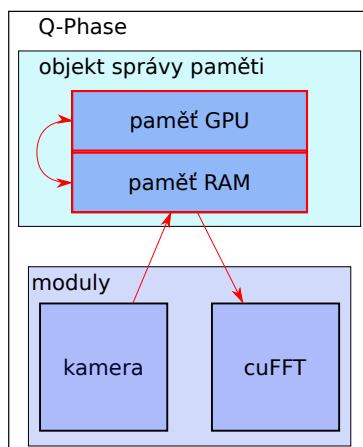 Q-Phase
objekt správy paměti
paměť GPU
paměť RAM
moduly
kamera
cuFFT